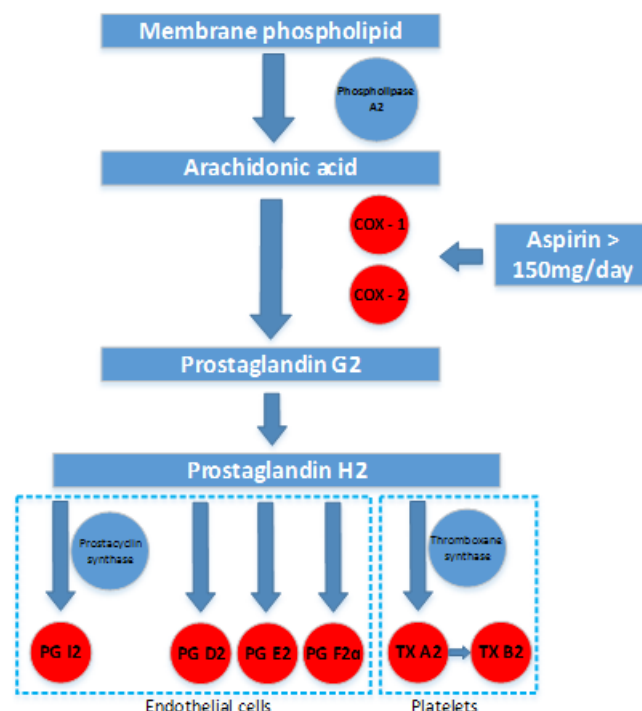 Membrane phospholipid
Phospholipase
A2
Arachidonic acid
COX - 1
Aspirin >
150mg/day
COX - 2
Prostaglandin G2
Prostaglandin H2
Prostacyclin
synthase
Thromboxane
synthase
PG I2
PG D2
PG E2
PG F2α
TX A2
TX B2
Endothelial cells
Platelets